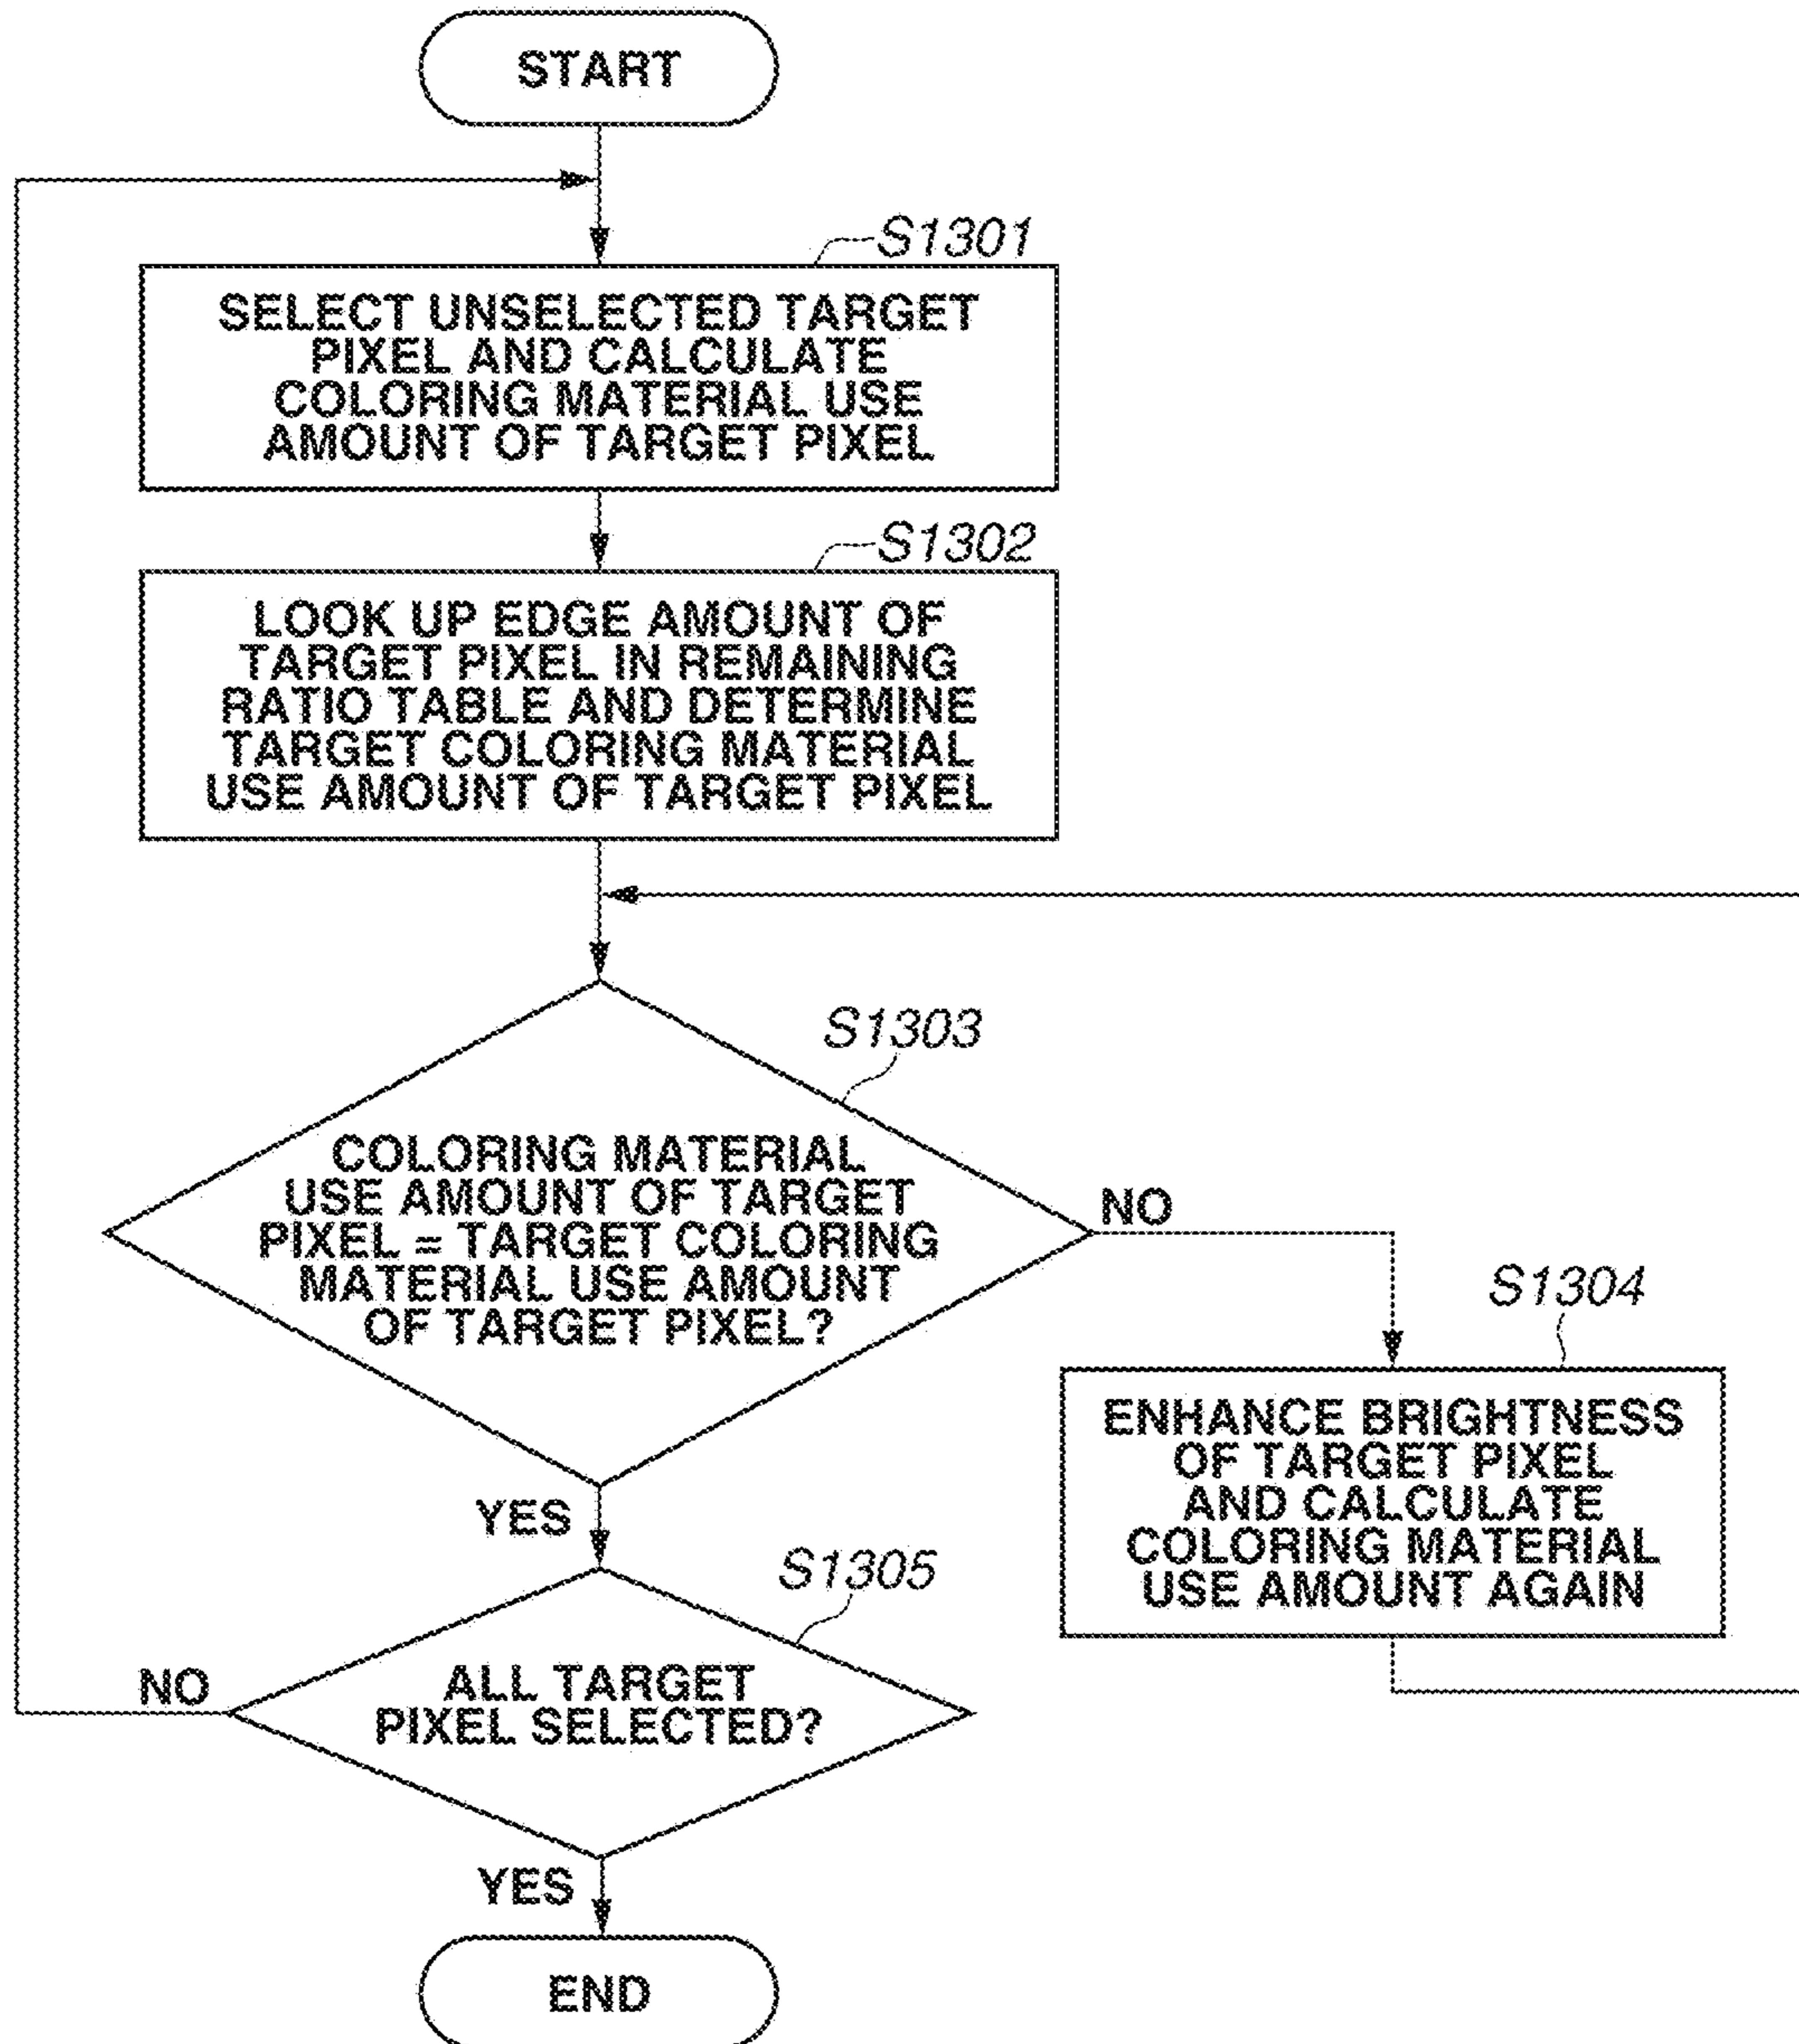 START
S1301
SELECT UNSELECTED TARGET
PIXEL AND CALCULATE
COLORING MATERIAL USE
AMOUNT OF TARGET PIXEL
S1302
LOOK UP EDGE AMOUNT OF
TARGET PIXEL IN REMAINING
RATIO TABLE AND DETERMINE
TARGET COLORING MATERIAL
USE AMOUNT OF TARGET PIXEL
S1303
COLORING MATERIAL
USE AMOUNT OF TARGET
PIXEL = TARGET COLORING
MATERIAL USE AMOUNT
OF TARGET PIXEL?
NO
S1304
ENHANCE BRIGHTNESS
OF TARGET PIXEL
AND CALCULATE
COLORING MATERIAL
USE AMOUNT AGAIN
YES
S1305
ALL TARGET
PIXEL SELECTED?
NO
YES
END